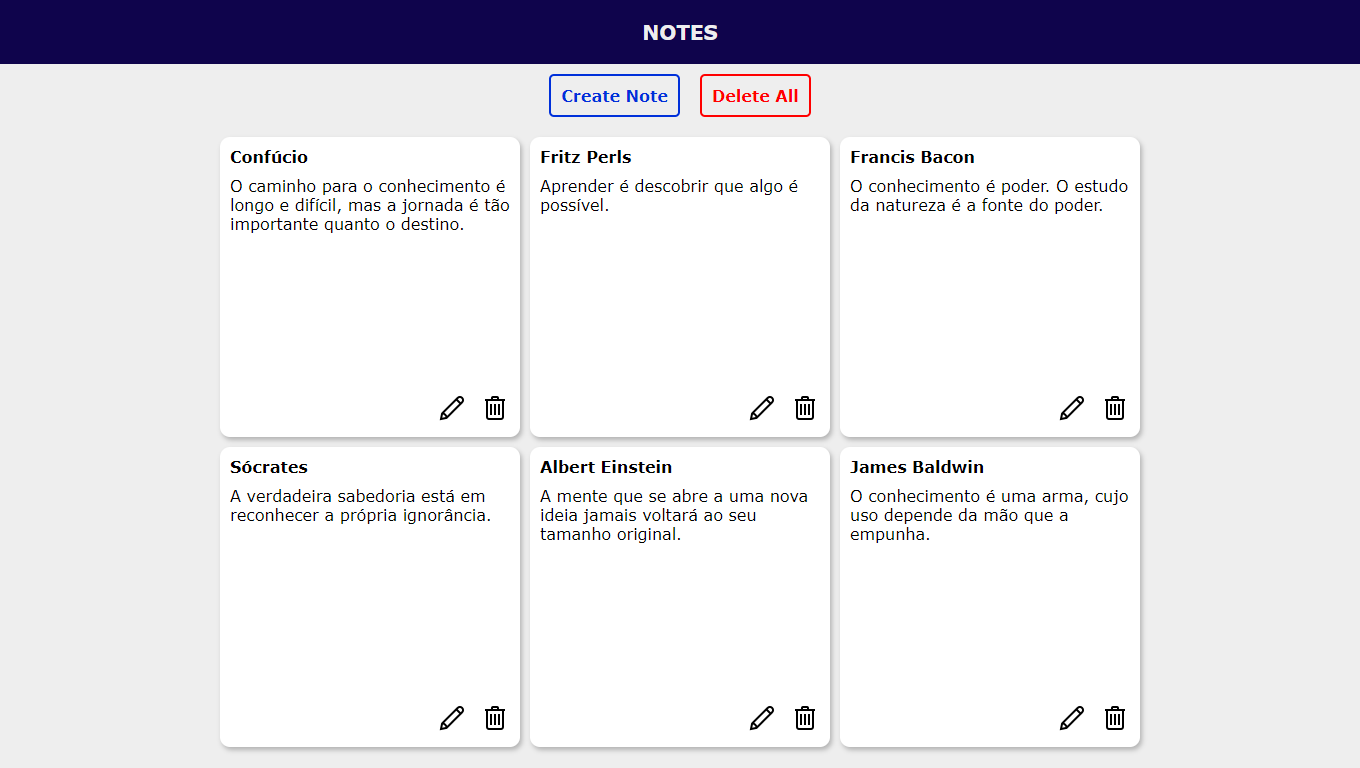 NOTES
Create Note
Delete All
Confúcio
O caminho para o conhecimento é
longo e difícil, mas a jornada é tão
importante quanto o destino.
Fritz Perls
Aprender é descobrir que algo é
possível.
Francis Bacon
O conhecimento é poder. O estudo
da natureza é a fonte do poder.
Sócrates
A verdadeira sabedoria está em
reconhecer a própria ignorância.
Albert Einstein
A mente que se abre a uma nova
ideia jamais voltará ao seu
tamanho original.
James Baldwin
O conhecimento é uma arma, cujo
uso depende da mão que a
empunha.